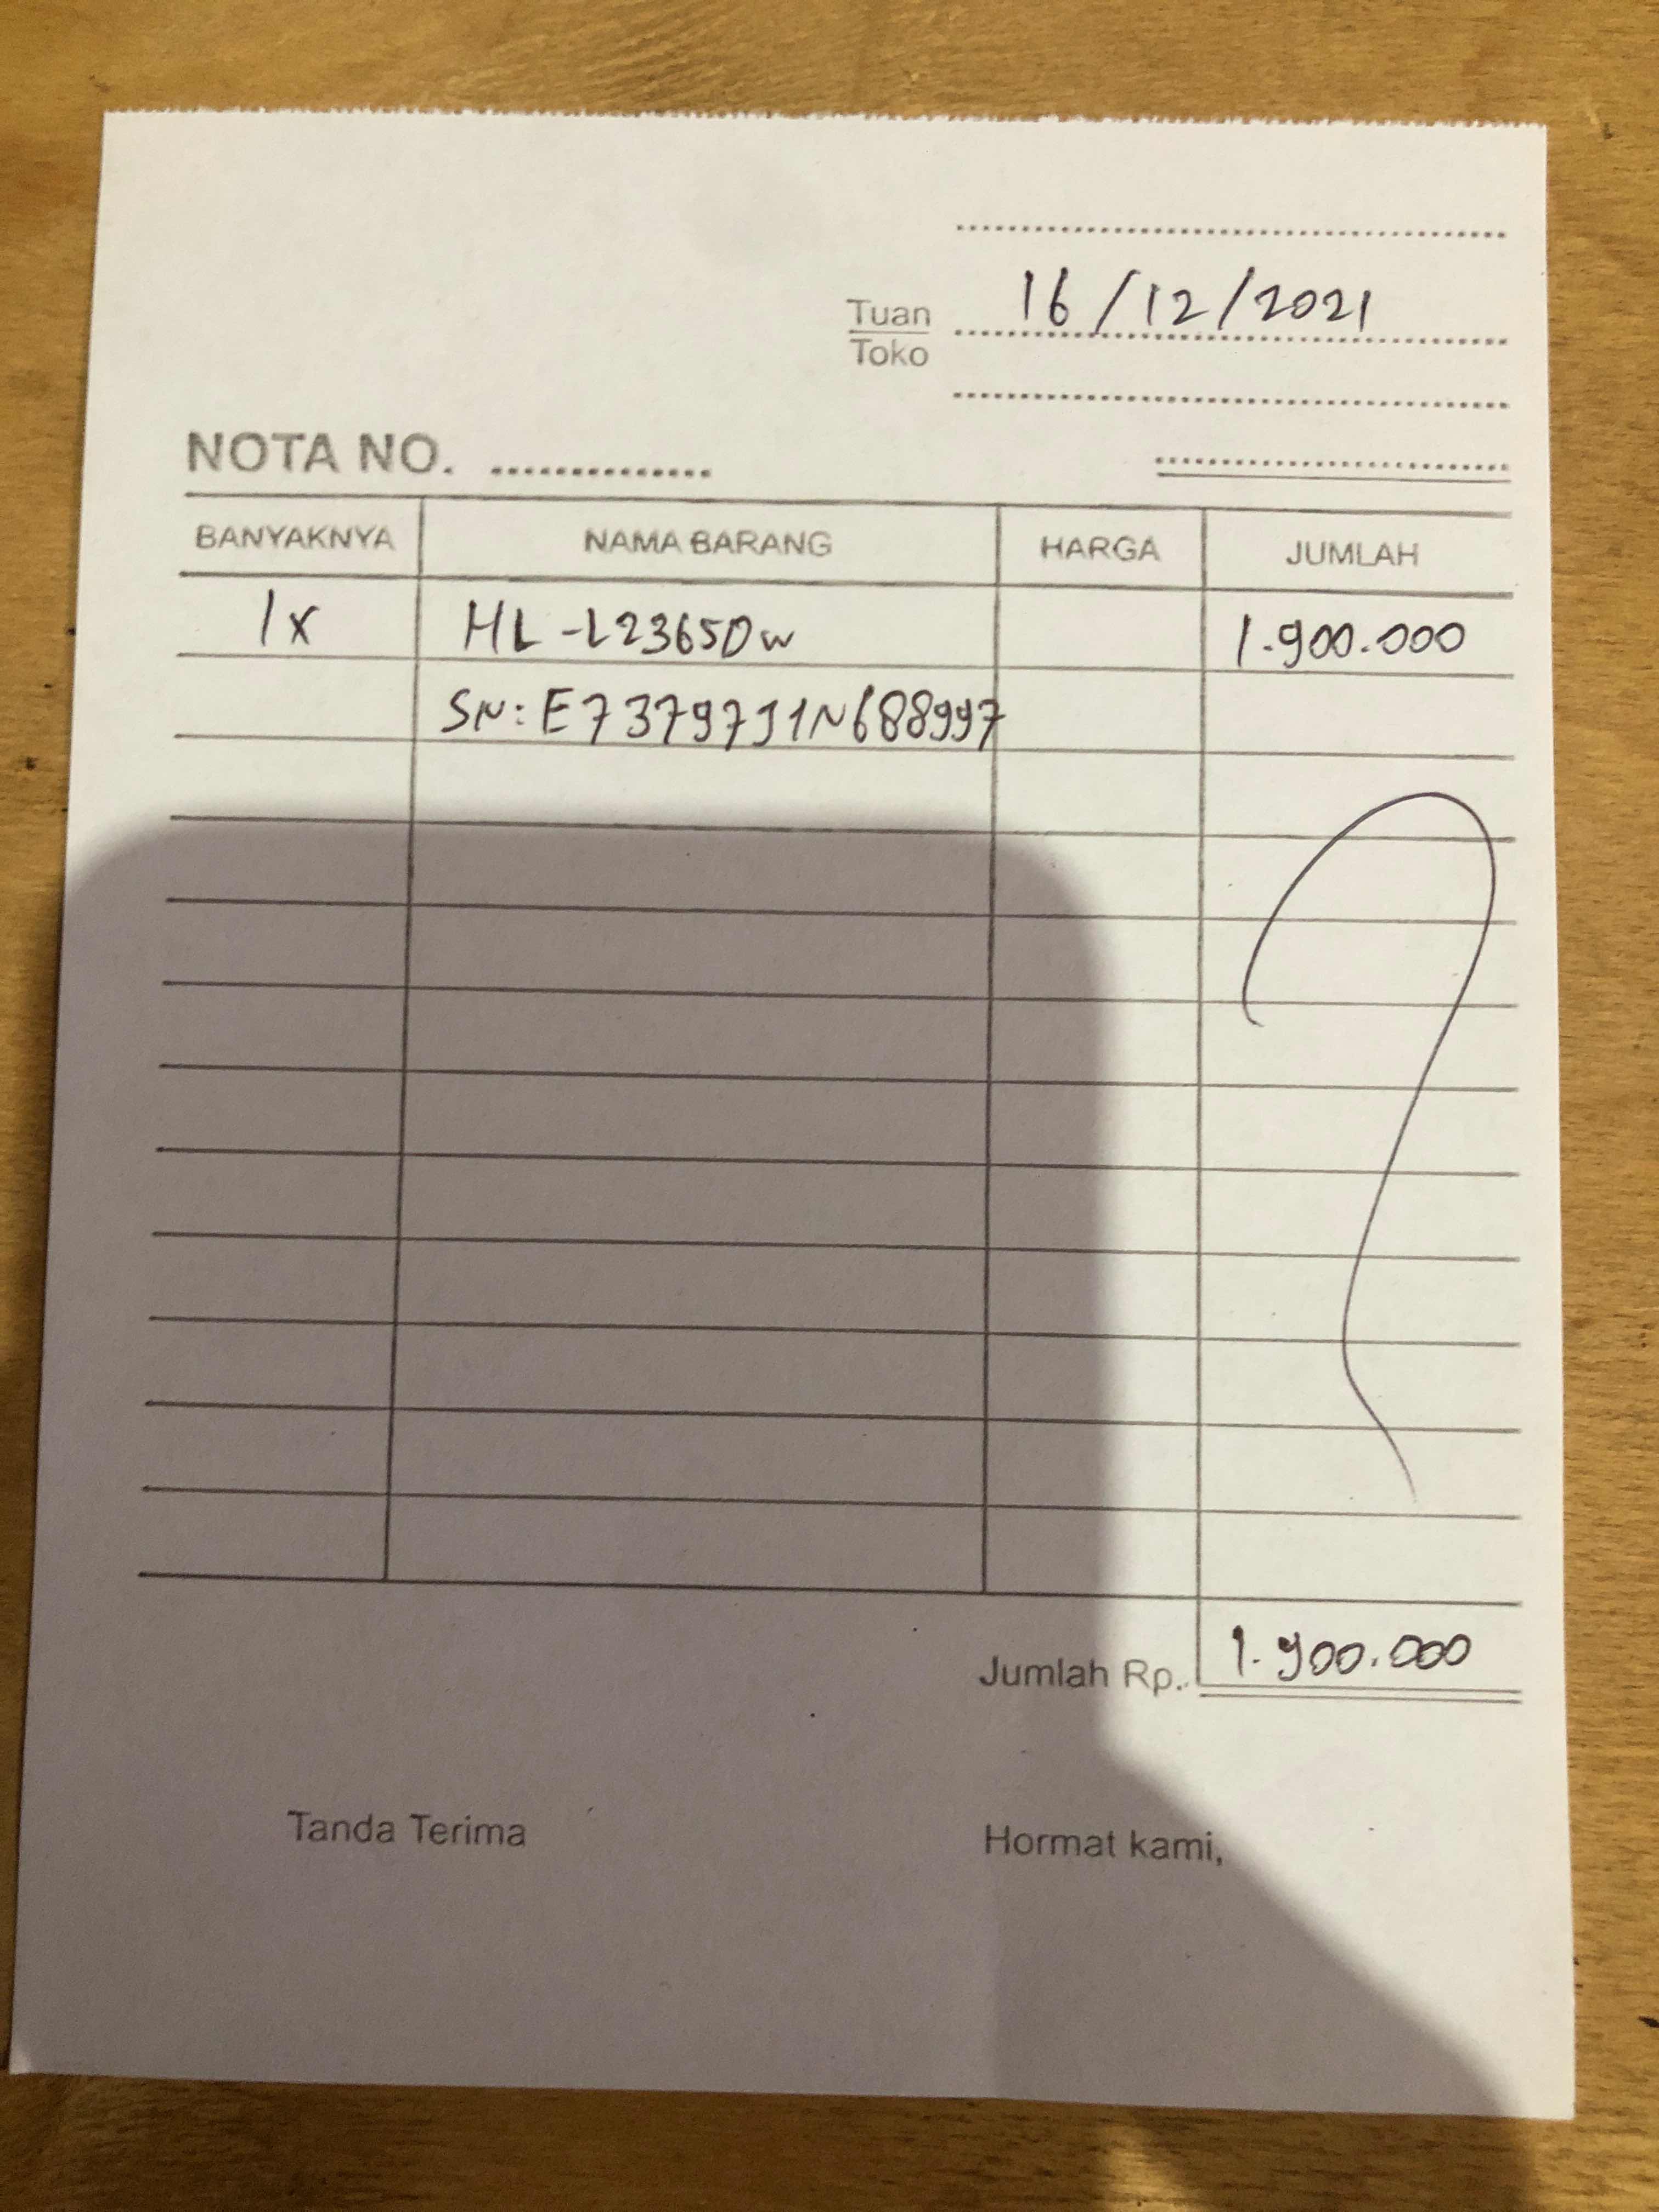 16/12/2021
Tuan
Toko
NOTA NO. ..............
BANYAKNYA NAMA BARANG HARGA JUMLAH
1x HL-L2365DW 1.900.000
SN: E73797J1N688997
Jumlah Rp. 1.900.000
Tanda Terima Hormat kami,